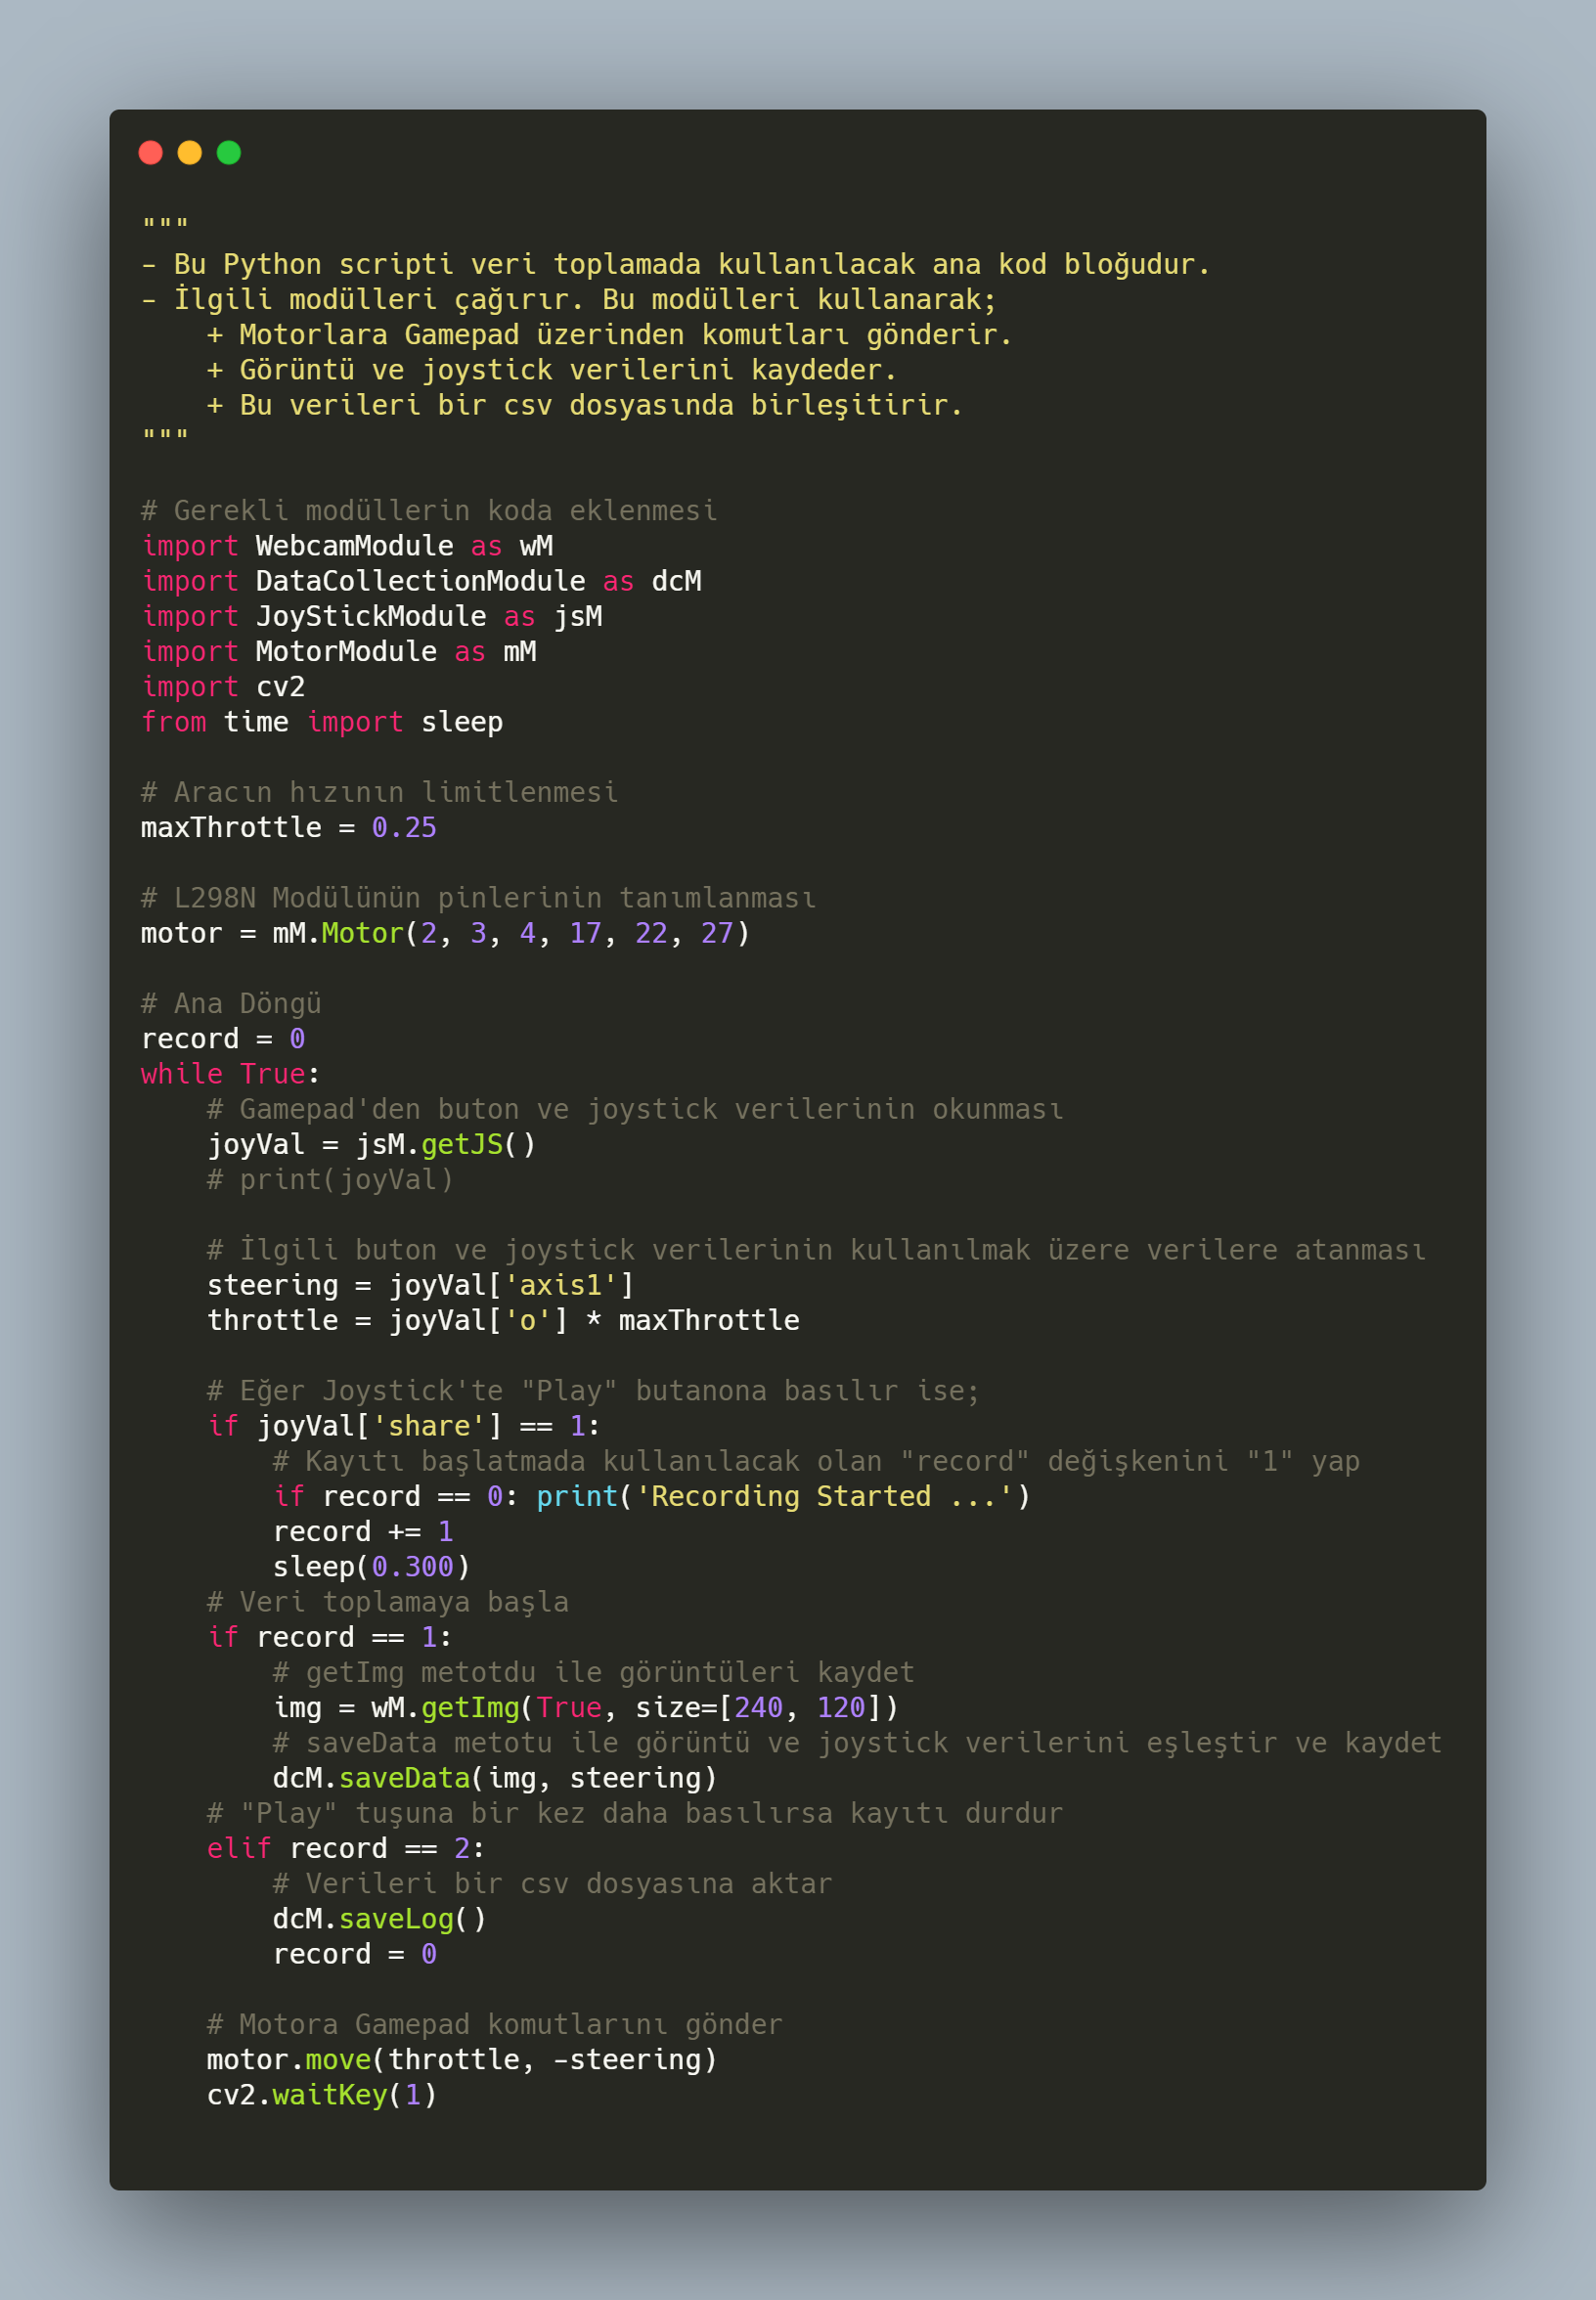 """
- Bu Python scripti veri toplamada kullanılacak ana kod bloğudur.
- İlgili modülleri çağırır. Bu modülleri kullanarak;
    + Motorlara Gamepad üzerinden komutları gönderir.
    + Görüntü ve joystick verilerini kaydeder.
    + Bu verileri bir csv dosyasında birleşitirir.
"""

# Gerekli modüllerin koda eklenmesi
import WebcamModule as wM
import DataCollectionModule as dcM
import JoyStickModule as jsM
import MotorModule as mM
import cv2
from time import sleep

# Aracın hızının limitlenmesi
maxThrottle = 0.25

# L298N Modülünün pinlerinin tanımlanması
motor = mM.Motor(2, 3, 4, 17, 22, 27)

# Ana Döngü
record = 0
while True:
    # Gamepad'den buton ve joystick verilerinin okunması
    joyVal = jsM.getJS()
    # print(joyVal)

    # İlgili buton ve joystick verilerinin kullanılmak üzere verilere atanması
    steering = joyVal['axis1']
    throttle = joyVal['o'] * maxThrottle

    # Eğer Joystick'te "Play" butanona basılır ise;
    if joyVal['share'] == 1:
        # Kayıtı başlatmada kullanılacak olan "record" değişkenini "1" yap
        if record == 0: print('Recording Started ...')
        record += 1
        sleep(0.300)
    # Veri toplamaya başla
    if record == 1:
        # getImg metotdu ile görüntüleri kaydet
        img = wM.getImg(True, size=[240, 120])
        # saveData metotu ile görüntü ve joystick verilerini eşleştir ve kaydet
        dcM.saveData(img, steering)
    # "Play" tuşuna bir kez daha basılırsa kayıtı durdur
    elif record == 2:
        # Verileri bir csv dosyasına aktar
        dcM.saveLog()
        record = 0

    # Motora Gamepad komutlarını gönder
    motor.move(throttle, -steering)
    cv2.waitKey(1)